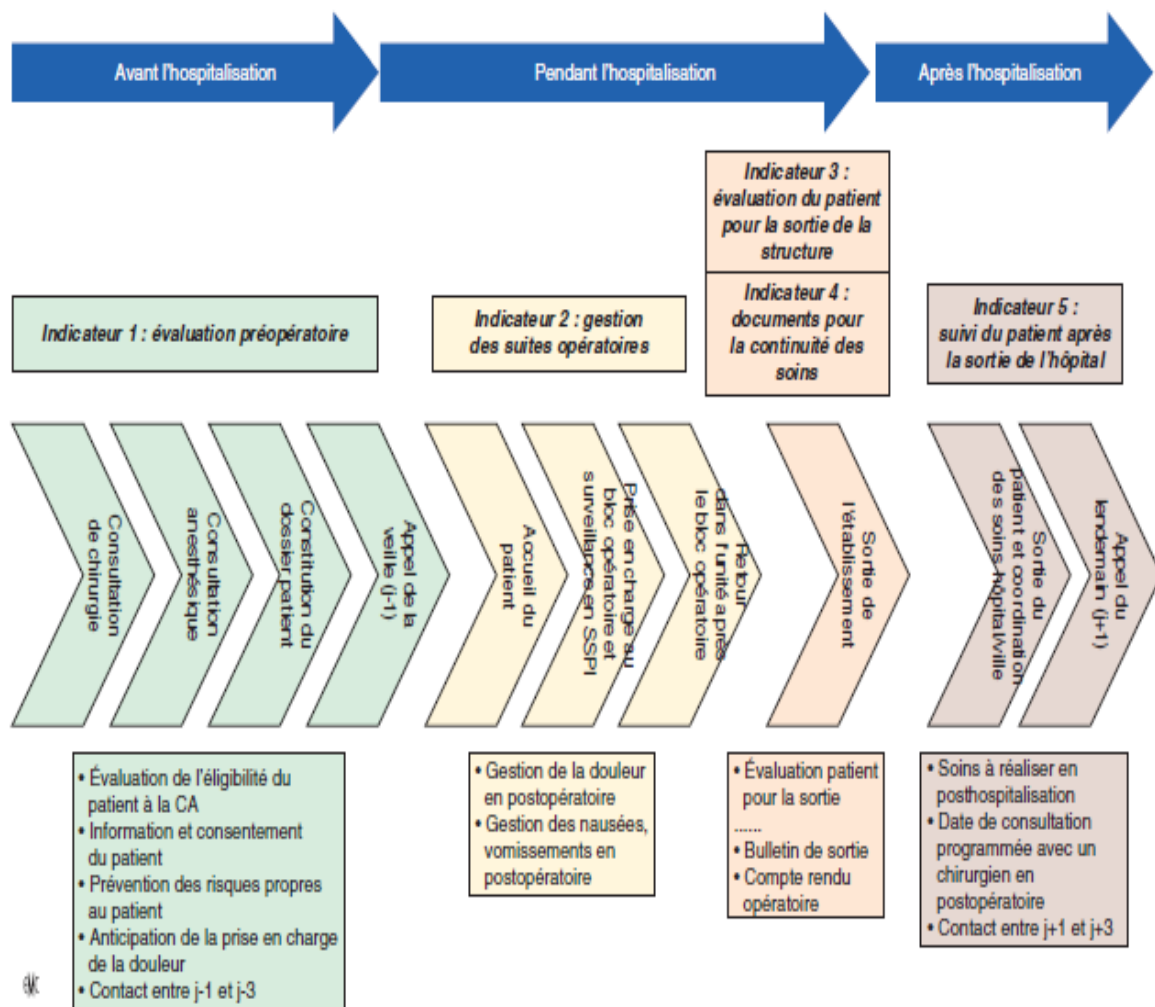 Avant l'hospitalisation
Pendant l'hospitalisation
Après l'hospitalisation
Indicateur 3 :
évaluation du patient
pour la sortie de la
structure
Indicateur 1 : évaluation préopératoire
Indicateur 2 : gestion
des suites opératoires
Indicateur 4 :
documents pour
la continuité des
soins
Indicateur 5 :
suivi du patient après
la sortie de l'hôpital
Consultation
de chirurgie
Consultation
anesthésique
Constitution du
dossier patient
Appel de la
veille (j-1)
Accueil du
patient
Prise en charge au
bloc opératoire et
surveillance en SSPI
Retour
dans l'unité après
le bloc opératoire
Sortie de
l'établissement
Sortie du
patient et coordination
des soins hôpital/ville
Appel du
lendemain (j+1)
• Évaluation de l'éligibilité du
patient à la CA
• Information et consentement
du patient
• Prévention des risques propres
au patient
• Anticipation de la prise en charge
de la douleur
• Contact entre j-1 et j-3
• Gestion de la douleur
en postopératoire
• Gestion des nausées,
vomissements en
postopératoire
• Évaluation patient
pour la sortie
......
• Bulletin de sortie
• Compte rendu
opératoire
• Soins à réaliser en
posthospitalisation
• Date de consultation
programmée avec un
chirurgien en
postopératoire
• Contact entre j+1 et j+3